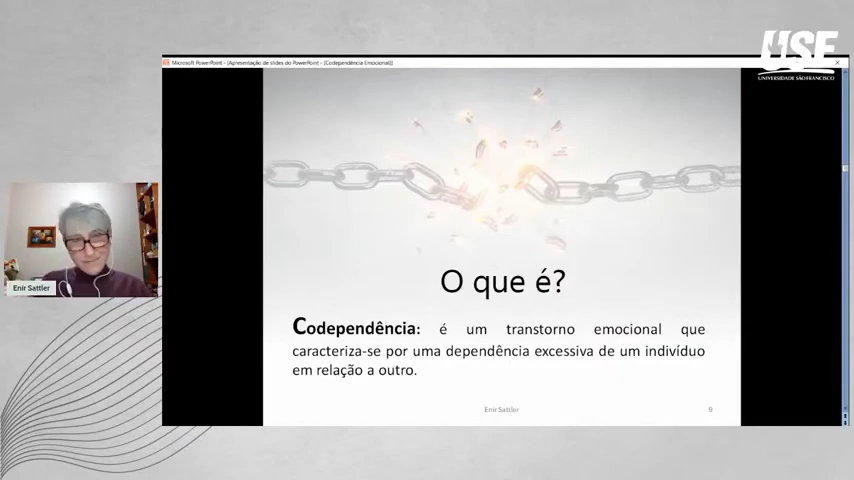 USF
UNIVERSIDADE SÃO FRANCISCO
Microsoft PowerPoint - [Apresentação de slides do PowerPoint - [Codependência Emocional]]
O que é?
Codependência: é um transtorno emocional que
caracteriza-se por uma dependência excessiva de um indivíduo
em relação a outro.
Enir Sattler
9
Enir Sattler